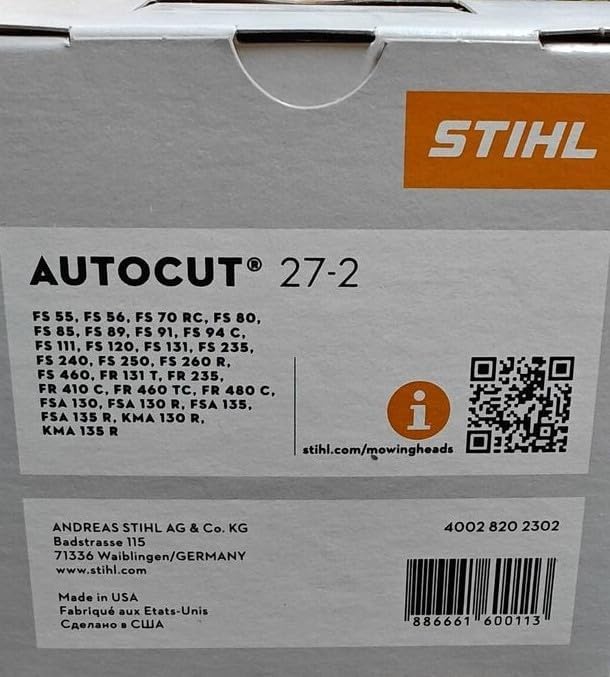 STIHL
AUTOCUT® 27-2
FS 55, FS 56, FS 70 RC, FS 80,
FS 85, FS 89, FS 91, FS 94 C,
FS 111, FS 120, FS 131, FS 235,
FS 240, FS 250, FS 260 R,
FS 460, FR 131 T, FR 235,
FR 410 C, FR 460 TC, FR 480 C,
FSA 130, FSA 130 R, FSA 135,
FSA 135 R, KMA 130 R,
KMA 135 R
i
stihl.com/mowingheads
ANDREAS STIHL AG & Co. KG
Badstrasse 115
71336 Waiblingen/GERMANY
www.stihl.com
Made in USA
Fabriqué aux Etats-Unis
Сделано в США
4002 820 2302
886661 600113